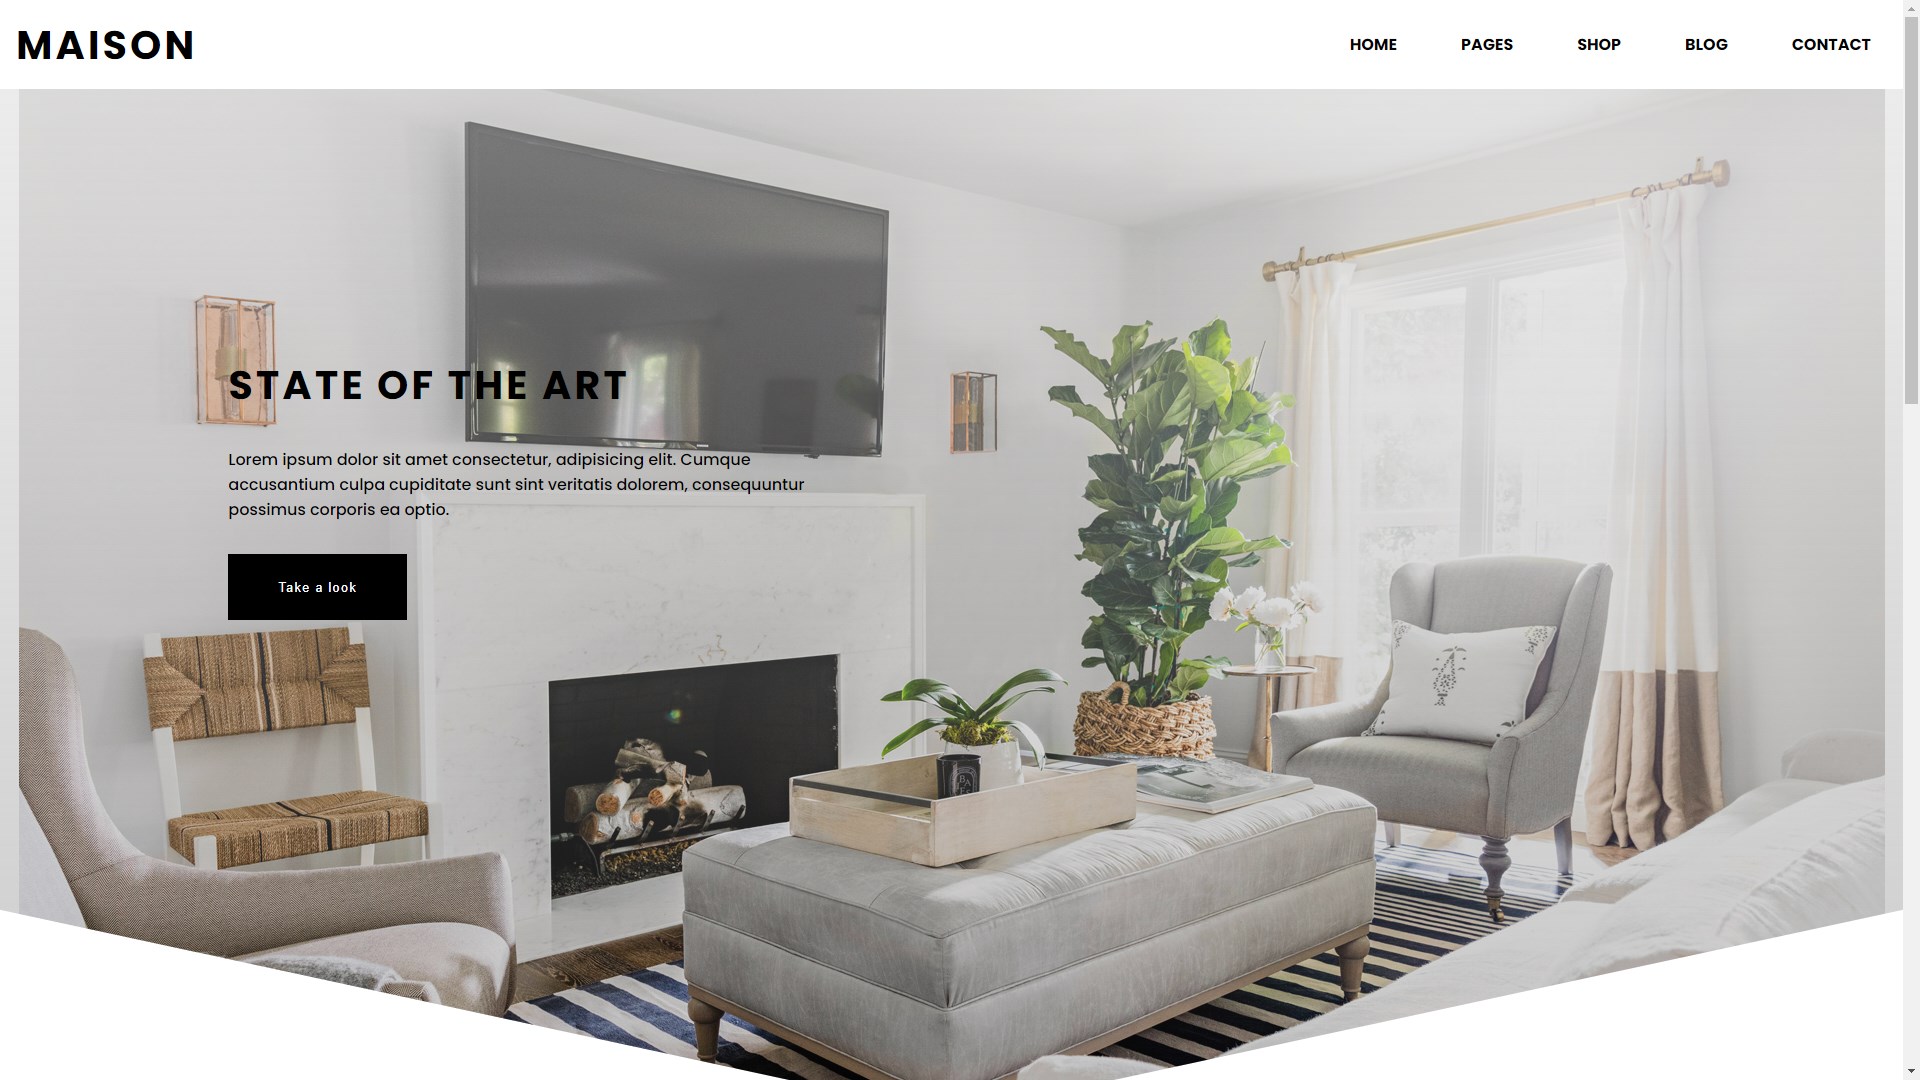 MAISON
HOME PAGES SHOP BLOG CONTACT
STATE OF THE ART
Lorem ipsum dolor sit amet consectetur, adipisicing elit. Cumque
accusantium culpa cupiditate sunt sint veritatis dolorem, consequuntur
possimus corporis ea optio.
Take a look